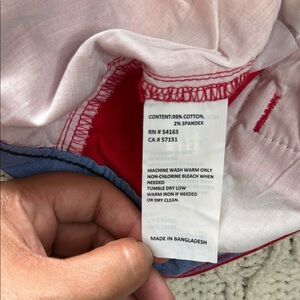 CONTENT:98% COTTON,
2% SPANDEX
RN # 54163
CA # 57151
MACHINE WASH WARM ONLY
NON-CHLORINE BLEACH WHEN
NEEDED
TUMBLE DRY LOW
WARM IRON IF NEEDED
OR DRY CLEAN.
MADE IN BANGLADESH